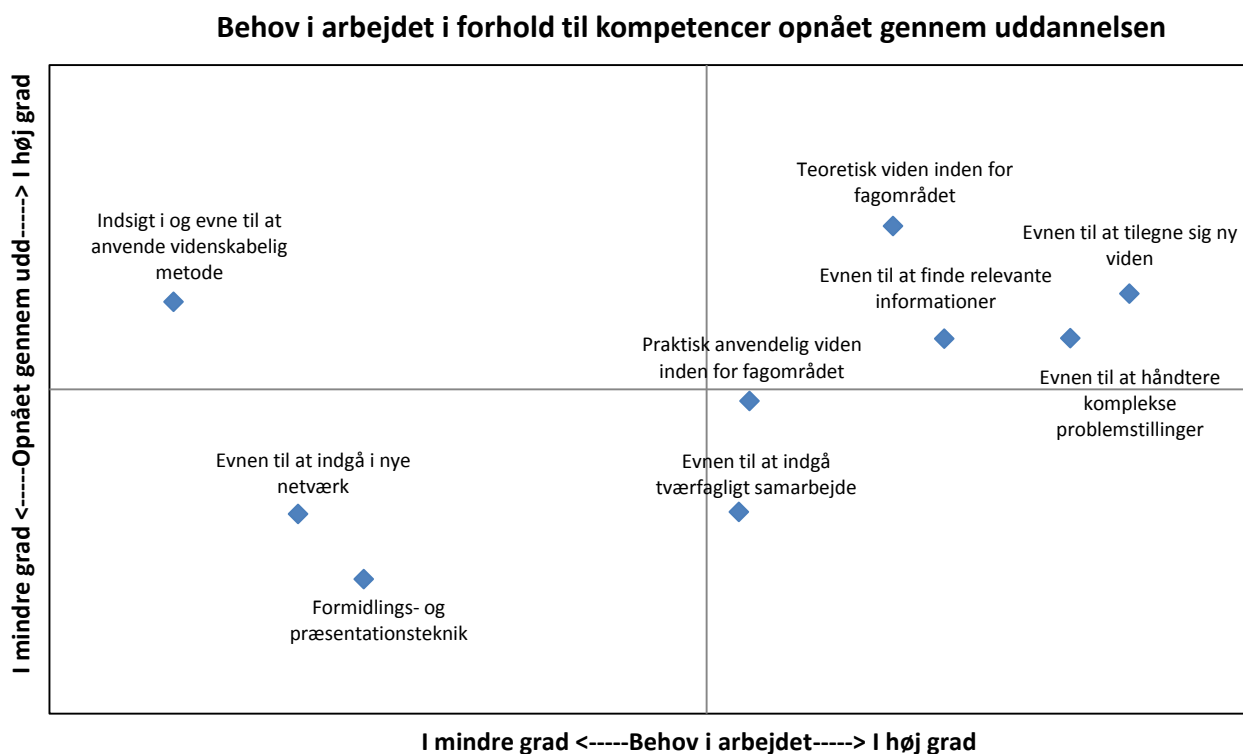 Behov i arbejdet i forhold til kompetencer opnået gennem uddannelsen
I mindre grad <-----Opnået gennem udd-----> I høj grad
Teoretisk viden inden for
fagområdet
Indsigt i og evne til at
anvende videnskabelig
metode
Evnen til at tilegne sig ny
viden
Evnen til at finde relevante
informationer
Praktisk anvendelig viden
inden for fagområdet
Evnen til at håndtere
komplekse
problemstillinger
Evnen til at indgå i nye
netværk
Evnen til at indgå
tværfagligt samarbejde
Formidlings- og
præsentationsteknik
I mindre grad <-----Behov i arbejdet-----> I høj grad